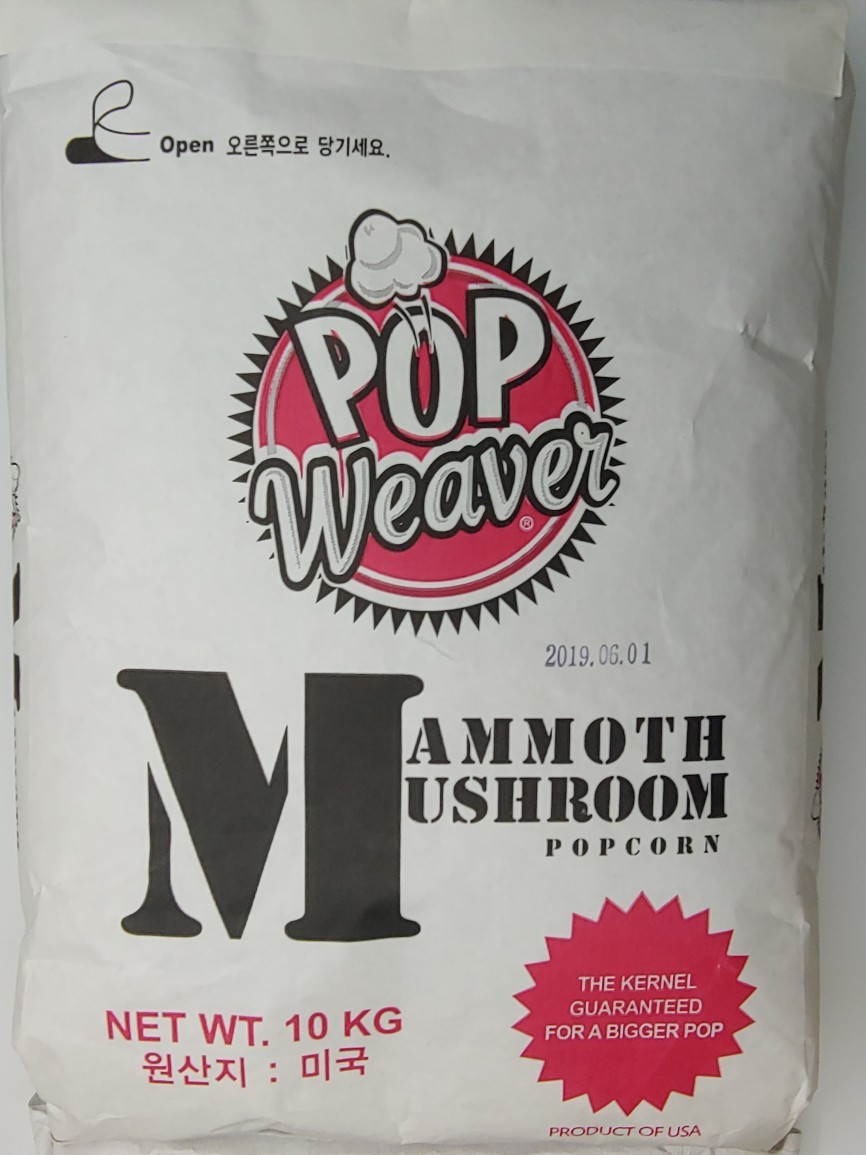 Open 오른쪽으로 당기세요.
POP
Weaver
®
2019.06.01
MAMMOTH
MUSHROOM
POPCORN
THE KERNEL
GUARANTEED
FOR A BIGGER POP
NET WT. 10 KG
원산지 : 미국
PRODUCT OF USA